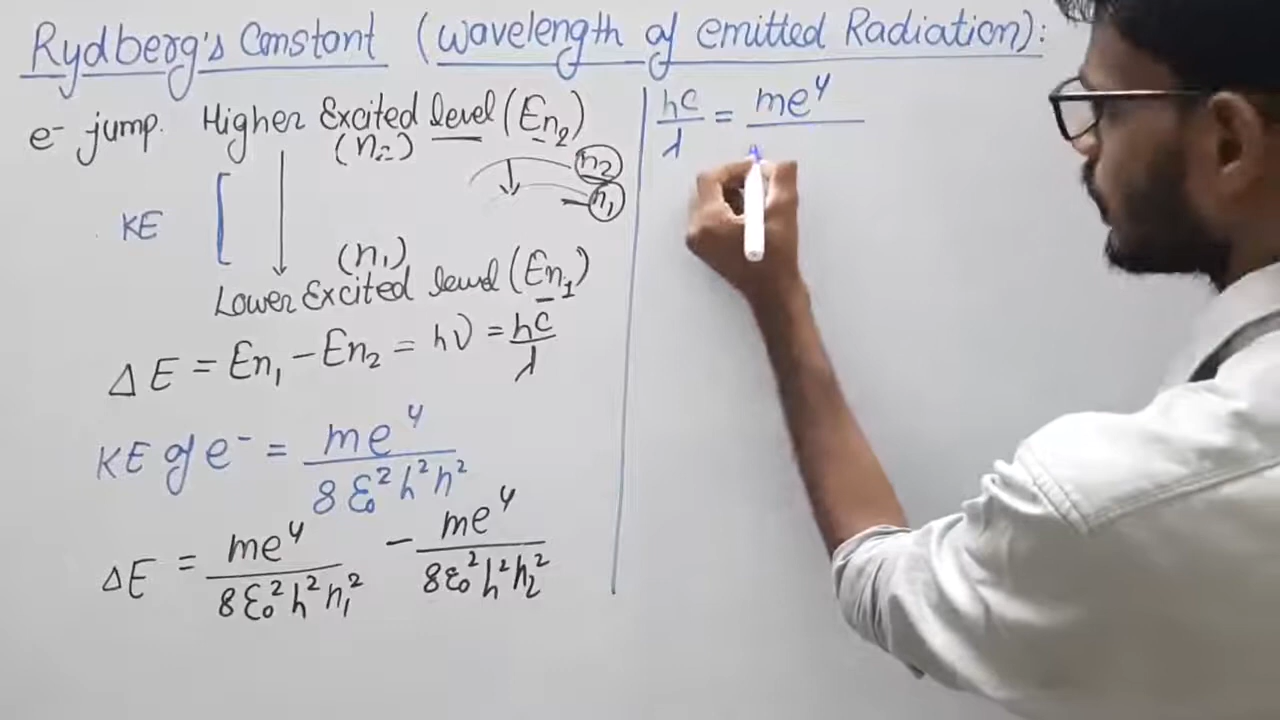 Rydberg's Constant (wavelength of emitted Radiation):
e⁻ jump. Higher Excited level (En₂)
(n₂)
n₂
n₁
KE
(n₁)
Lower Excited level (En₁)
ΔE = En₁ − En₂ = hν = hc/λ
KE of e⁻ = me⁴/8ε₀²h²n²
ΔE = me⁴/8ε₀²h²n₁² − me⁴/8ε₀²h²n₂²
hc/λ = me⁴